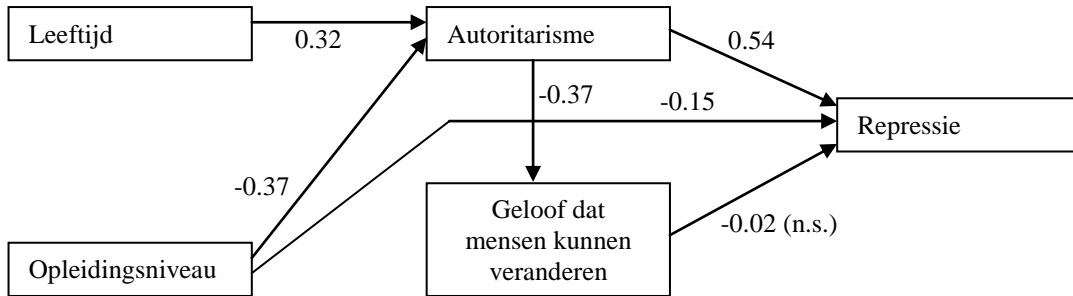 Leeftijd
0.32
Autoritarisme
0.54
-0.37
-0.15
Repressie
-0.37
Geloof dat
mensen kunnen
veranderen
-0.02 (n.s.)
Opleidingsniveau